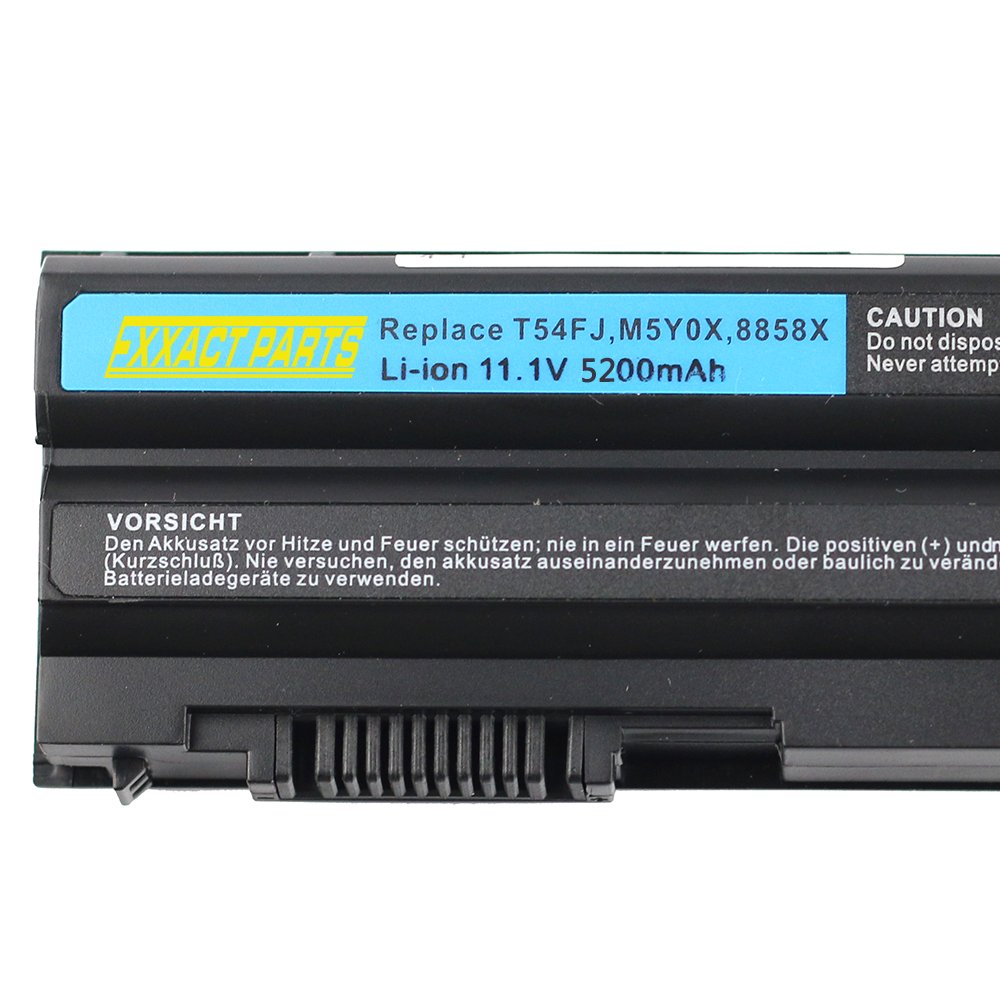 EXXACT PARTS
Replace T54FJ,M5Y0X,8858X
Li-ion 11.1V 5200mAh
CAUTION
Do not dispos
Never attemp
VORSICHT
Den Akkusatz vor Hitze und Feuer schützen; nie in ein Feuer werfen. Die positiven (+) undn
(Kurzschluß). Nie versuchen, den akkusatz auseinanderzunehmen oder baulich zu veränd
Batterieladegeräte zu verwenden.